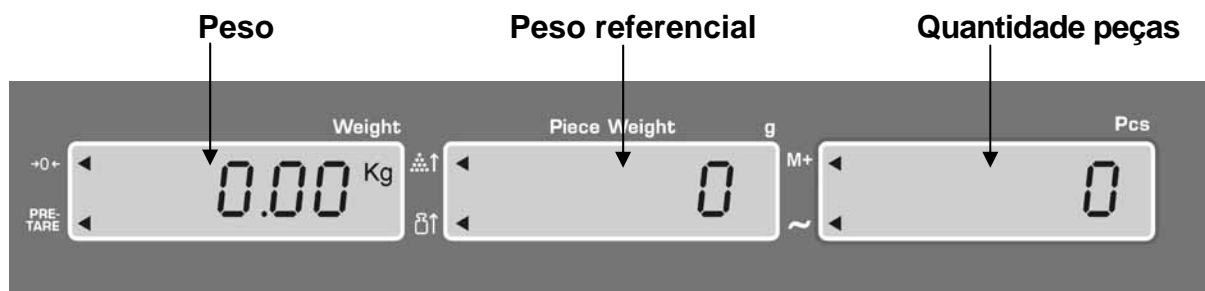 Peso Peso referencial Quantidade peças
Weight Piece Weight g Pcs
→0← 0.00 Kg 0 M+ 0
PRE-
TARE ~